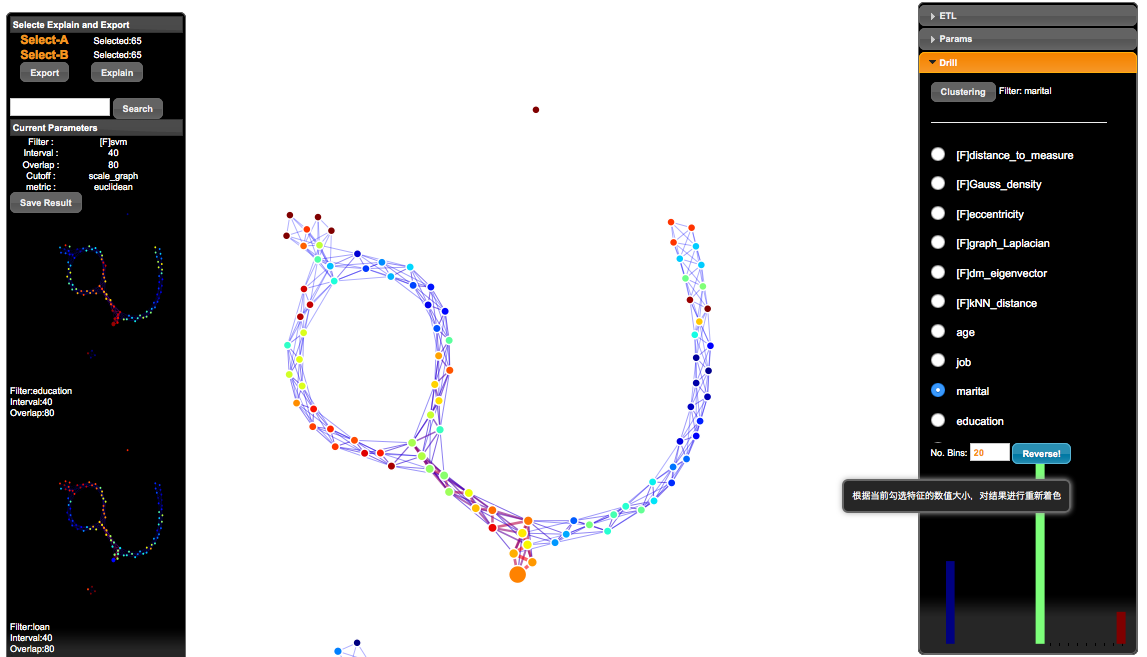 Selecte Explain and Export
Select-A Selected:65
Select-B Selected:65
Export Explain
Search
Current Parameters
Filter : [F]svm
Interval : 40
Overlap : 80
Cutoff : scale_graph
metric : euclidean
Save Result
Filter:education
Interval:40
Overlap:80
Filter:loan
Interval:40
Overlap:80
ETL
Params
Drill
Clustering Filter: marital
[F]distance_to_measure
[F]Gauss_density
[F]eccentricity
[F]graph_Laplacian
[F]dm_eigenvector
[F]kNN_distance
age
job
marital
education
No. Bins: 20 Reverse!
根据当前勾选特征的数值大小，对结果进行重新着色